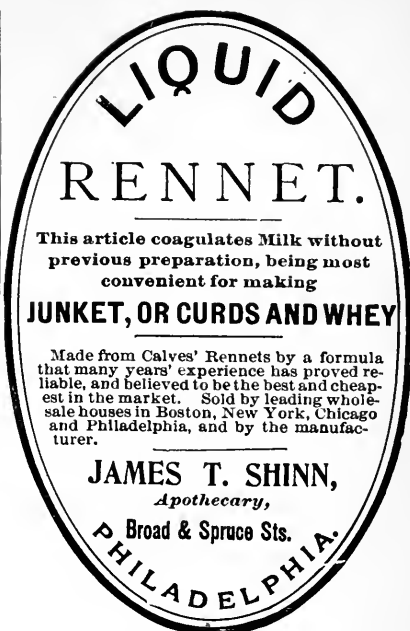 LIQUID
RENNET.
This article coagulates Milk without
previous preparation, being most
convenient for making
JUNKET, OR CURDS AND WHEY
Made from Calves' Rennets by a formula
that many years' experience has proved re-
liable, and believed to be the best and cheap-
est in the market. Sold by leading whole-
sale houses in Boston, New York, Chicago
and Philadelphia, and by the manufac-
turer.
JAMES T. SHINN,
Apothecary,
Broad & Spruce Sts.
PHILADELPHIA.